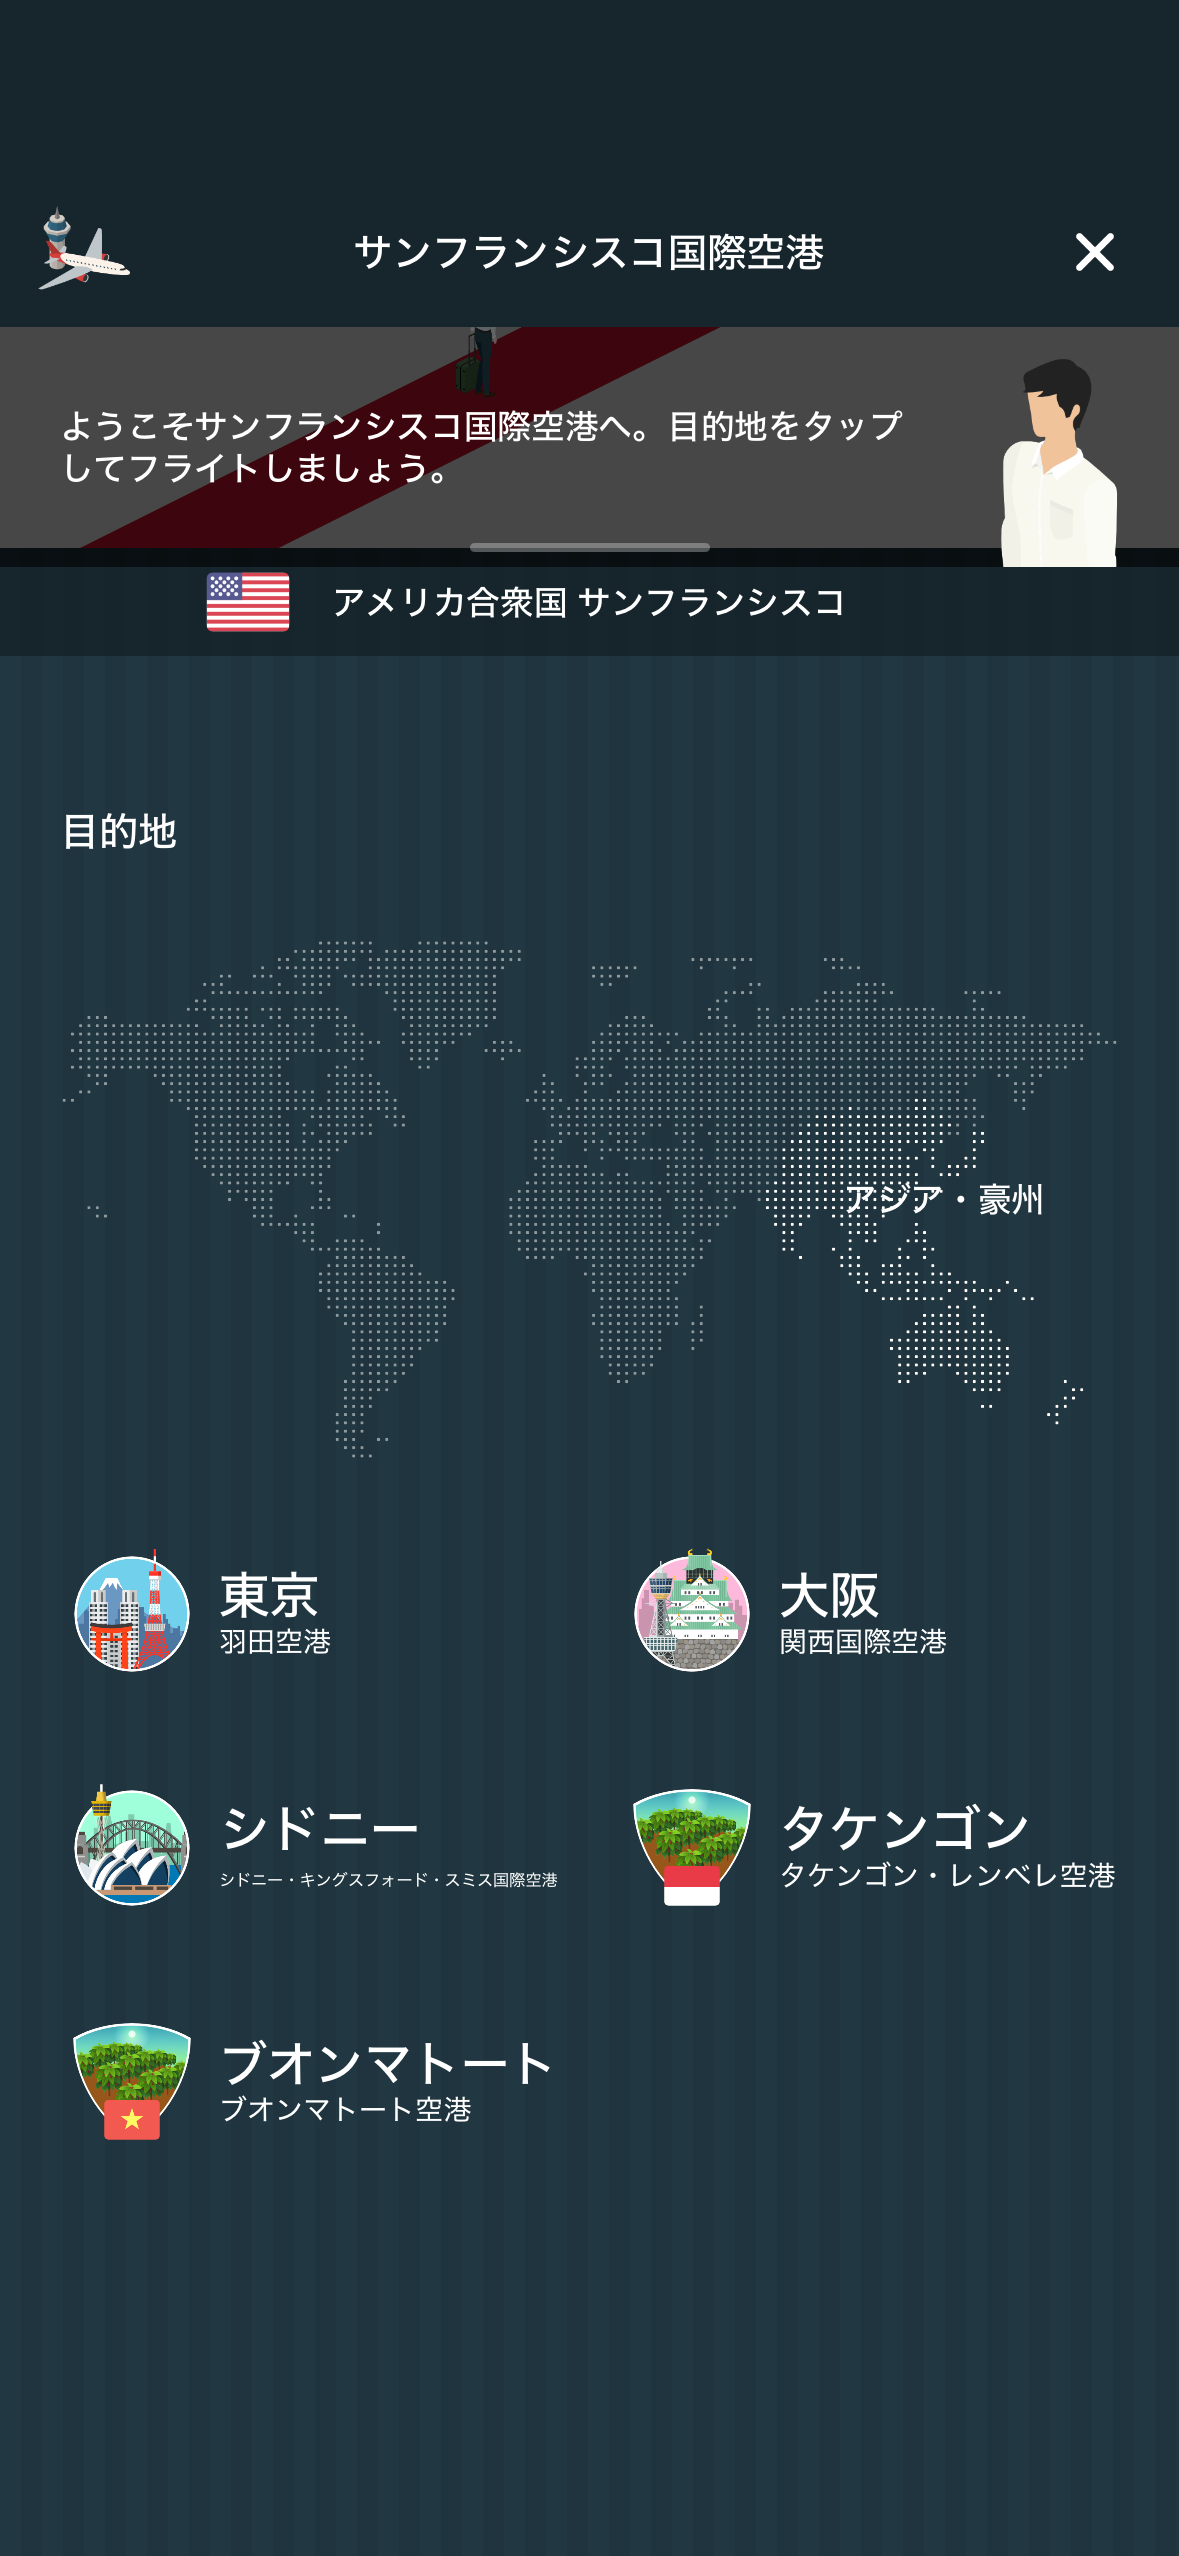 サンフランシスコ国際空港
ようこそサンフランシスコ国際空港へ。目的地をタップ
してフライトしましょう。
アメリカ合衆国 サンフランシスコ
目的地
アジア・豪州
東京
羽田空港
大阪
関西国際空港
シドニー
シドニー・キングスフォード・スミス国際空港
タケンゴン
タケンゴン・レンベレ空港
ブオンマトート
ブオンマトート空港